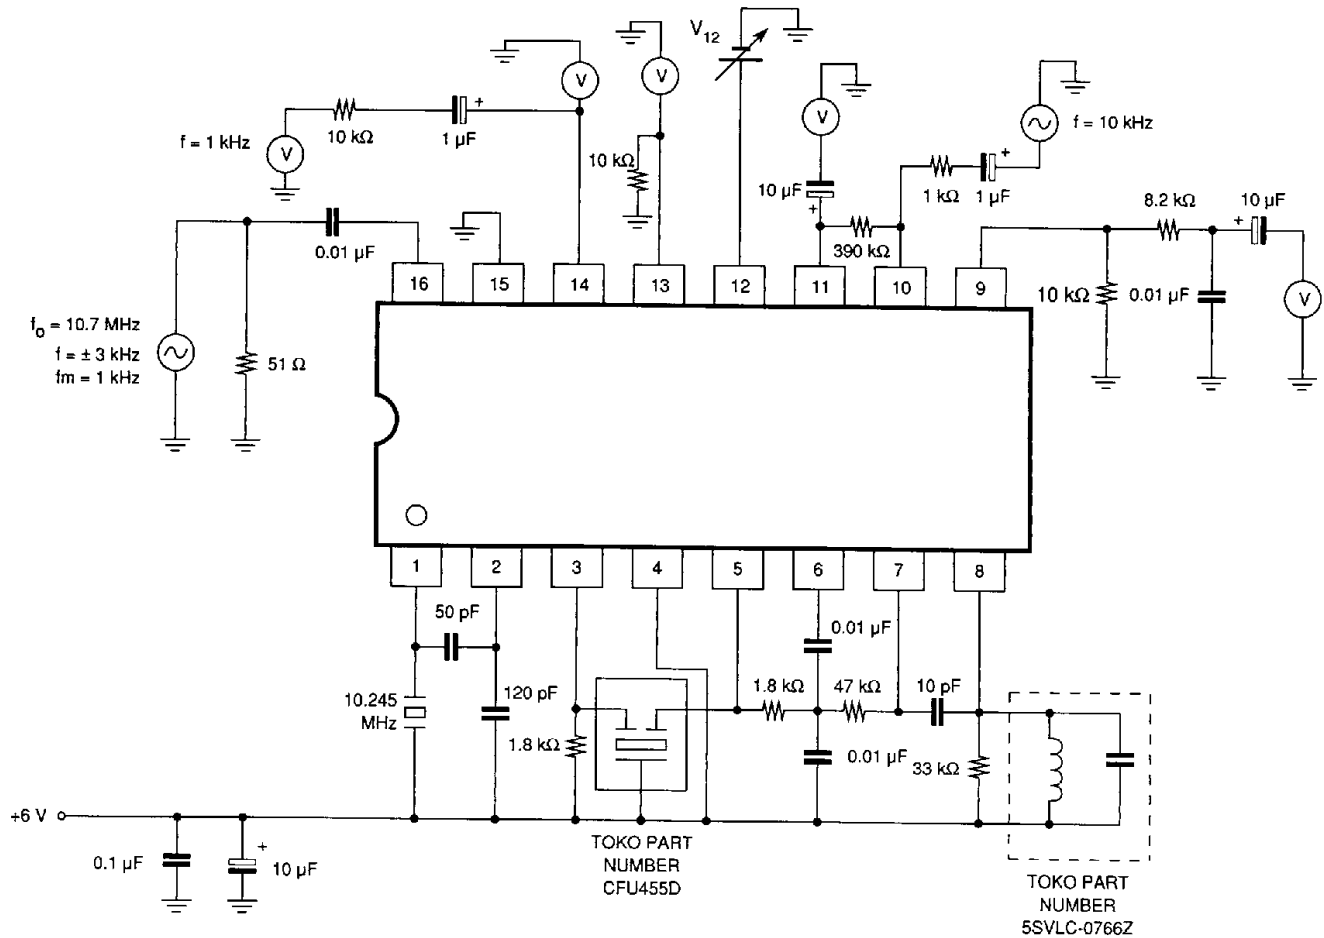 V12
f = 1 kHz
10 kΩ
1 µF
+
V
V
V
10 kΩ
V
10 µF
+
390 kΩ
1 kΩ
1 µF
+
f = 10 kHz
8.2 kΩ
10 µF
+
10 kΩ
0.01 µF
V
0.01 µF
fo = 10.7 MHz
f = ± 3 kHz
fm = 1 kHz
51 Ω
16
15
14
13
12
11
10
9
1
2
3
4
5
6
7
8
50 pF
120 pF
10.245
MHz
1.8 kΩ
0.01 µF
1.8 kΩ
47 kΩ
10 pF
0.01 µF
33 kΩ
+6 V
0.1 µF
+
10 µF
TOKO PART
NUMBER
CFU455D
TOKO PART
NUMBER
5SVLC-0766Z